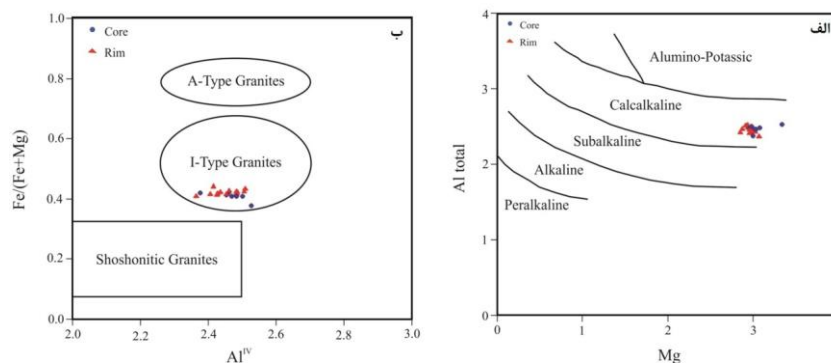 ب
Core
Rim
A-Type Granites
I-Type Granites
Shoshonitic Granites
Fe/(Fe+Mg)
1.0
0.8
0.6
0.4
0.2
0.0
2.0 2.2 2.4 2.6 2.8 3.0
Al^IV
الف
Core
Rim
Alumino-Potassic
Calcalkaline
Subalkaline
Alkaline
Peralkaline
Al total
4
3
2
1
0
0 1 2 3
Mg